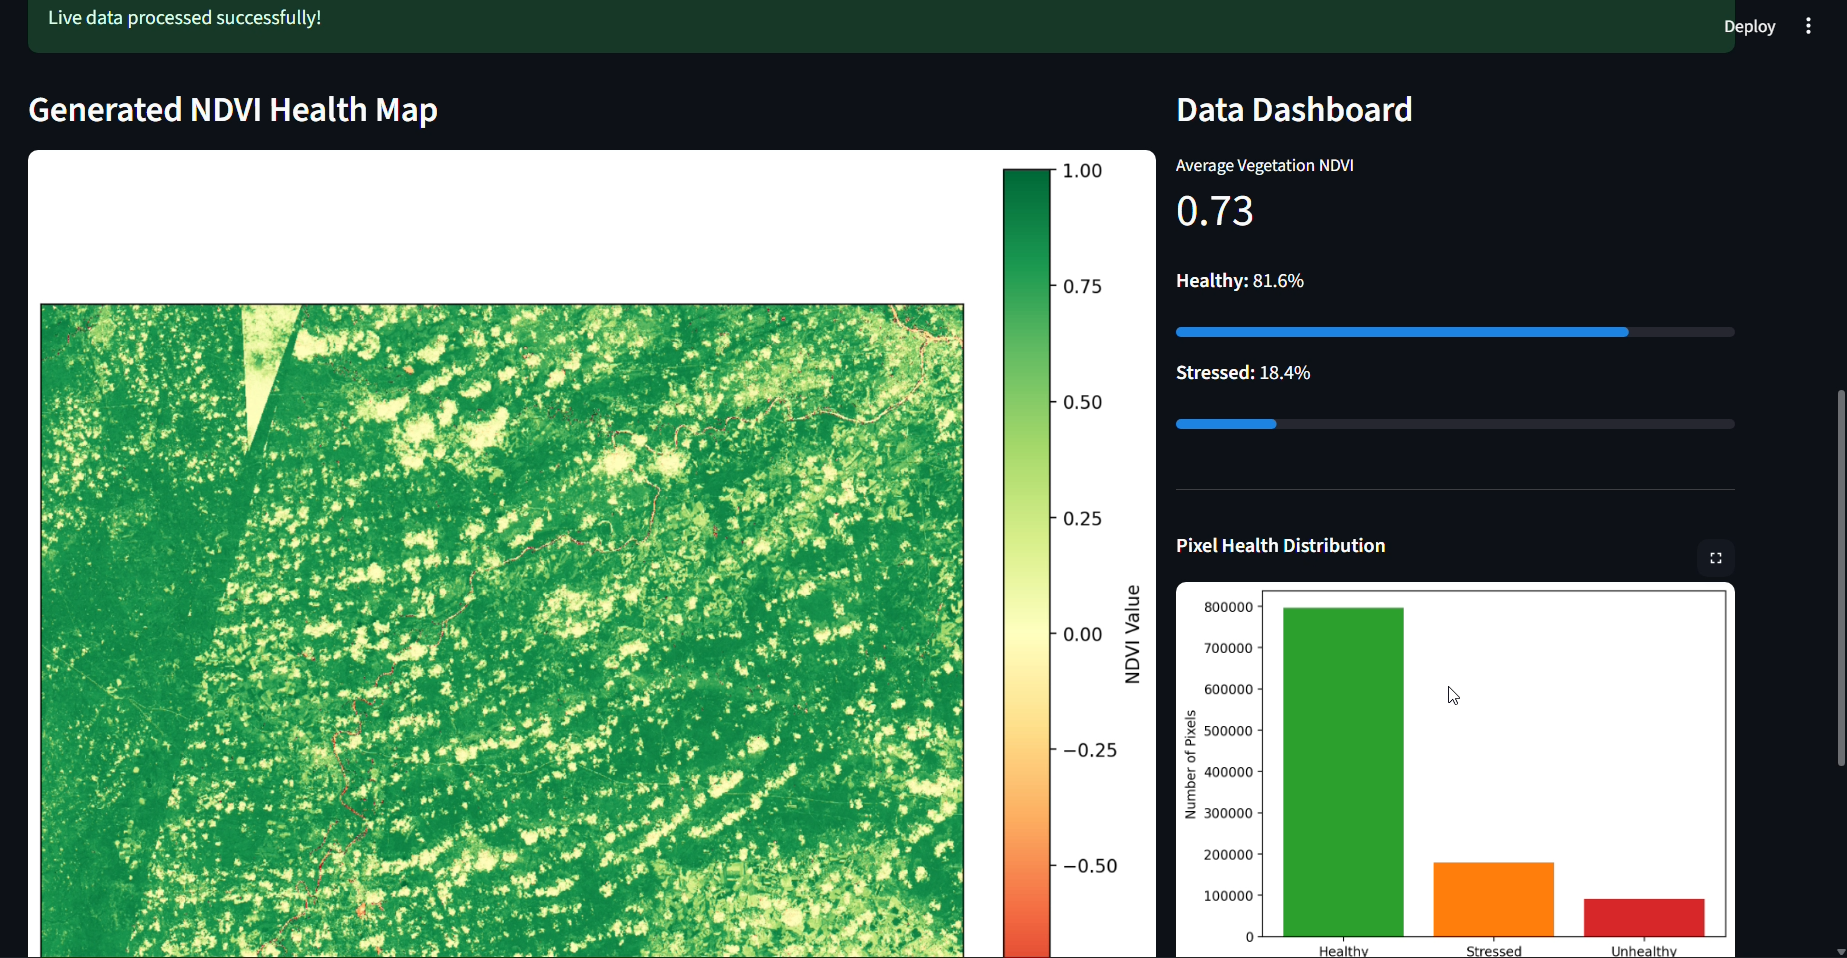 Live data processed successfully!
Deploy
Generated NDVI Health Map
1.00
0.75
0.50
0.25
0.00
−0.25
−0.50
NDVI Value
Data Dashboard
Average Vegetation NDVI
0.73
Healthy: 81.6%
Stressed: 18.4%
Pixel Health Distribution
800000
700000
600000
500000
400000
300000
200000
100000
0
Number of Pixels
Healthy
Stressed
Unhealthy